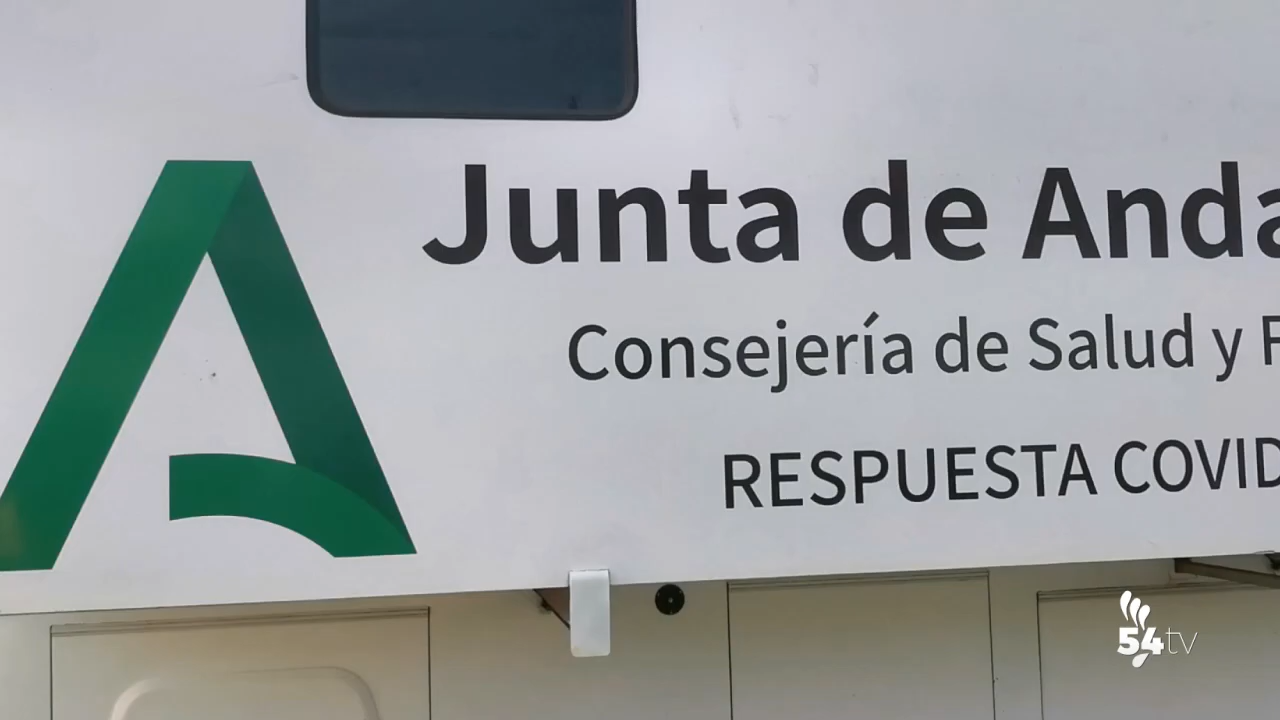 Junta de Anda
Consejería de Salud y F
RESPUESTA COVID
54tv